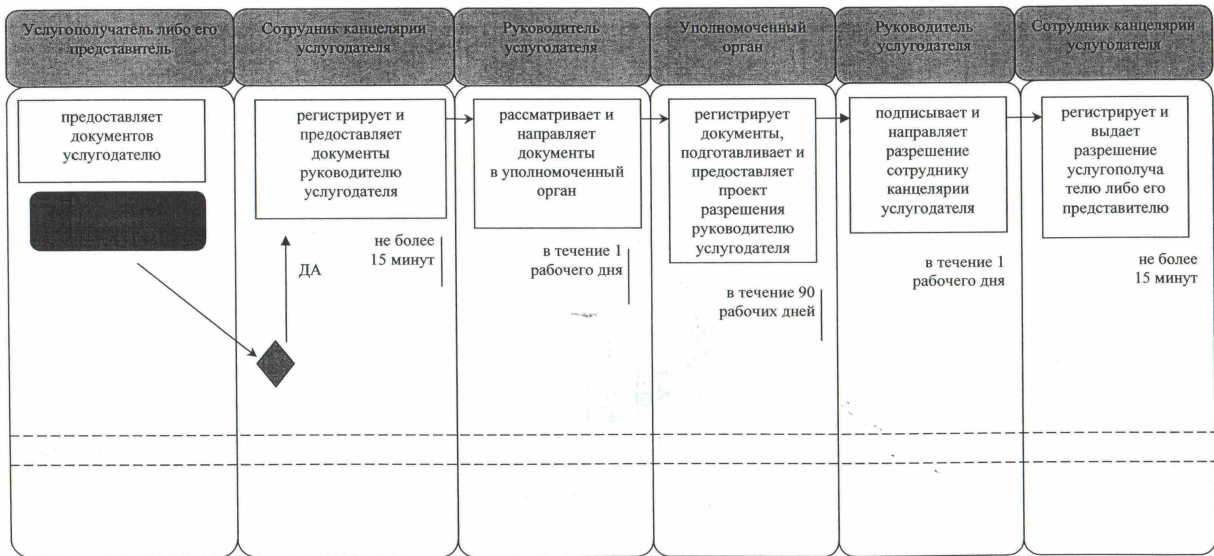 Услугополучатель либо его
представитель
Сотрудник канцелярии
услугодателя
Руководитель
услугодателя
Уполномоченный
орган
Руководитель
услугодателя
Сотрудник канцелярии
услугодателя
предоставляет
документов
услугодателю
регистрирует и
предоставляет
документы
руководителю
услугодателя
рассматривает и
направляет
документы
в уполномоченный
орган
регистрирует
документы,
подготавливает и
предоставляет
проект
разрешения
руководителю
услугодателя
подписывает и
направляет
разрешение
сотруднику
канцелярии
услугодателя
регистрирует и
выдает
разрешение
услугополуча
телю либо его
представителю
ДА
не более
15 минут
в течение 1
рабочего дня
в течение 90
рабочих дней
в течение 1
рабочего дня
не более
15 минут